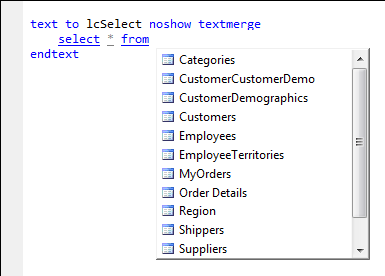 text to lcSelect noshow textmerge
select * from
endtext
Categories
CustomerCustomerDemo
CustomerDemographics
Customers
Employees
EmployeeTerritories
MyOrders
Order Details
Region
Shippers
Suppliers